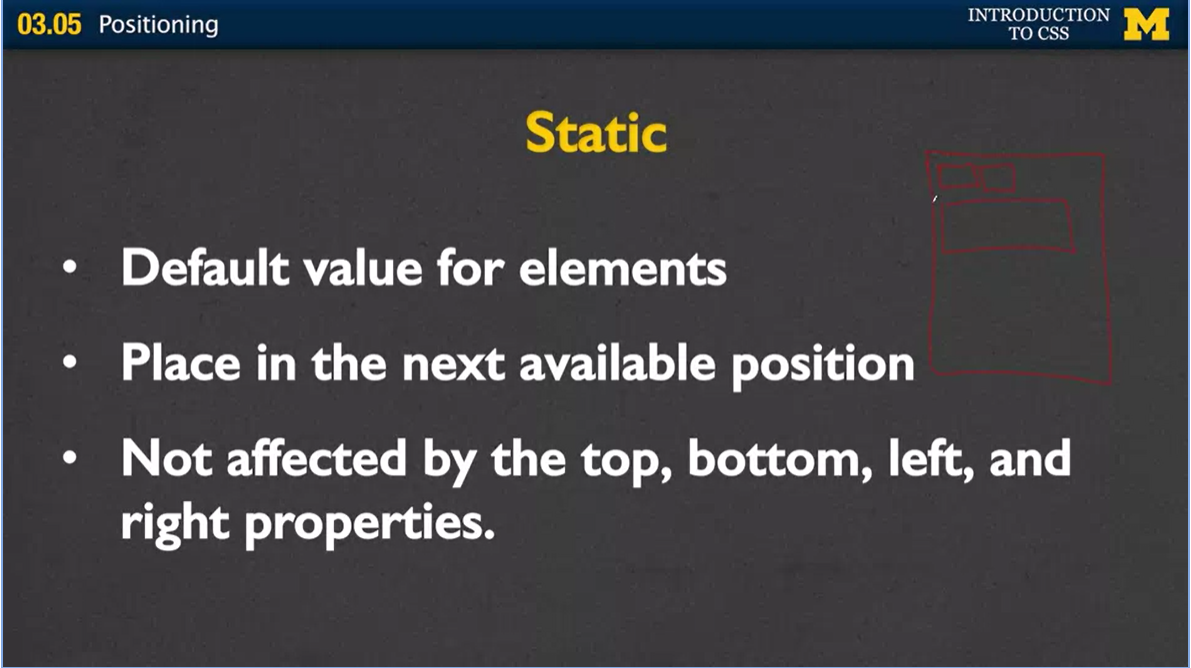 03.05 Positioning
INTRODUCTION
TO CSS
M
Static
• Default value for elements
• Place in the next available position
• Not affected by the top, bottom, left, and
right properties.